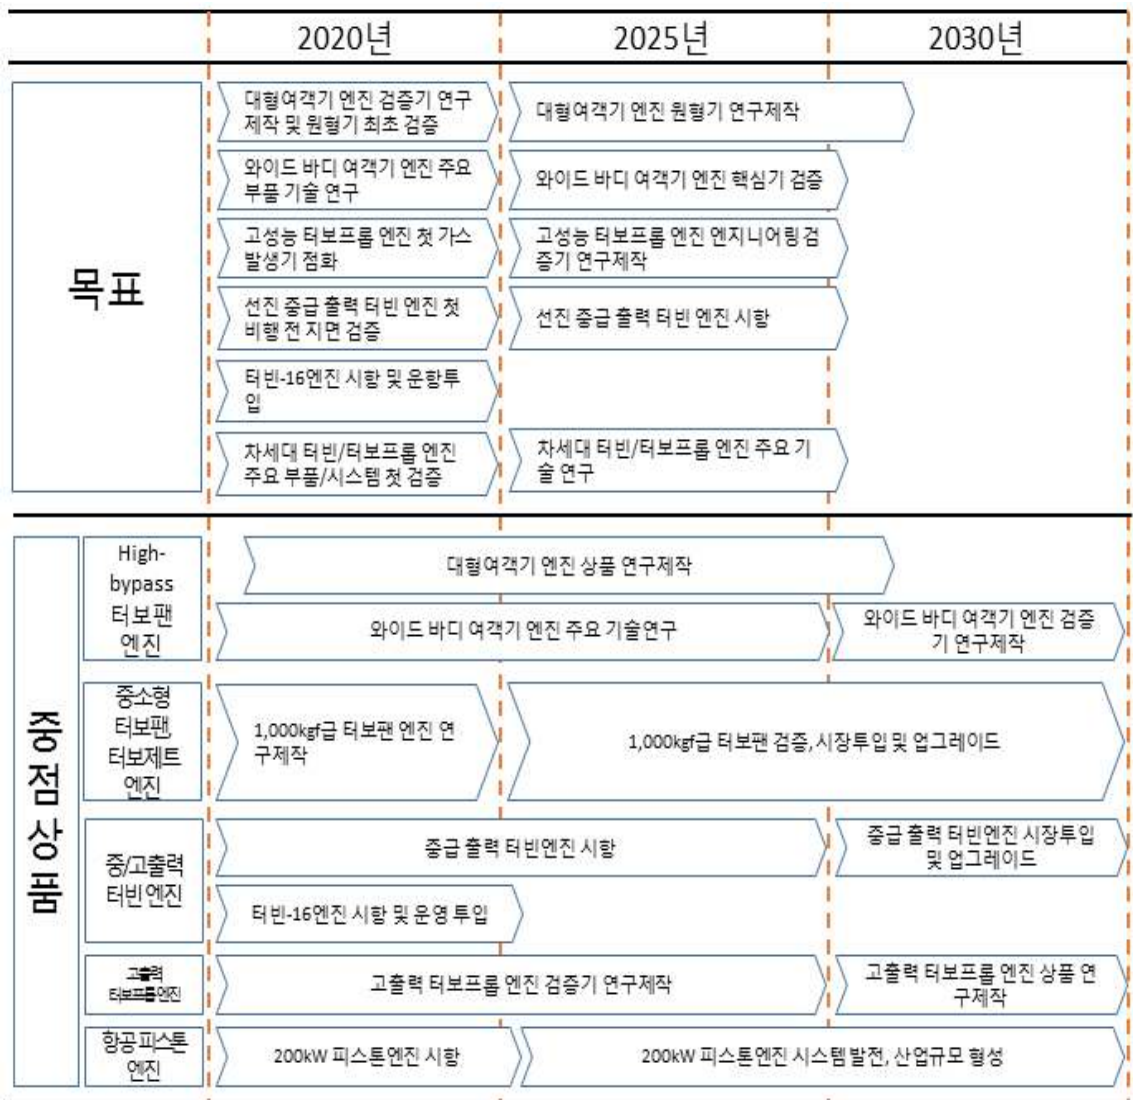 2020년
2025년
2030년
목표
대형여객기 엔진 검증기 연구
제작 및 원형기 최초 검증
대형여객기 엔진 원형기 연구제작
와이드 바디 여객기 엔진 주요
부품 기술 연구
와이드 바디 여객기 엔진 핵심기 검증
고성능 터보프롭 엔진 첫 가스
발생기 점화
고성능 터보프롭 엔진 엔지니어링 검
증기 연구제작
선진 중급 출력 터빈 엔진 첫
비행 전 지면 검증
선진 중급 출력 터빈 엔진 시항
터빈-16엔진 시항 및 운항투
입
차세대 터빈/터보프롭 엔진
주요 부품/시스템 첫 검증
차세대 터빈/터보프롭 엔진 주요 기
술 연구
중점상품
High-
bypass
터보팬
엔진
대형여객기 엔진 상품 연구제작
와이드 바디 여객기 엔진 주요 기술연구
와이드 바디 여객기 엔진 검증
기 연구제작
중소형
터보팬,
터보제트
엔진
1,000kgf급 터보팬 엔진 연
구제작
1,000kgf급 터보팬 검증, 시장투입 및 업그레이드
중/고출력
터빈 엔진
중급 출력 터빈엔진 시항
중급 출력 터빈엔진 시장투입
및 업그레이드
터빈-16엔진 시항 및 운영 투입
고출력
터보프롭 엔진
고출력 터보프롭 엔진 검증기 연구제작
고출력 터보프롭 엔진 상품 연
구제작
항공 피스톤
엔진
200kW 피스톤엔진 시항
200kW 피스톤엔진 시스템 발전, 산업규모 형성